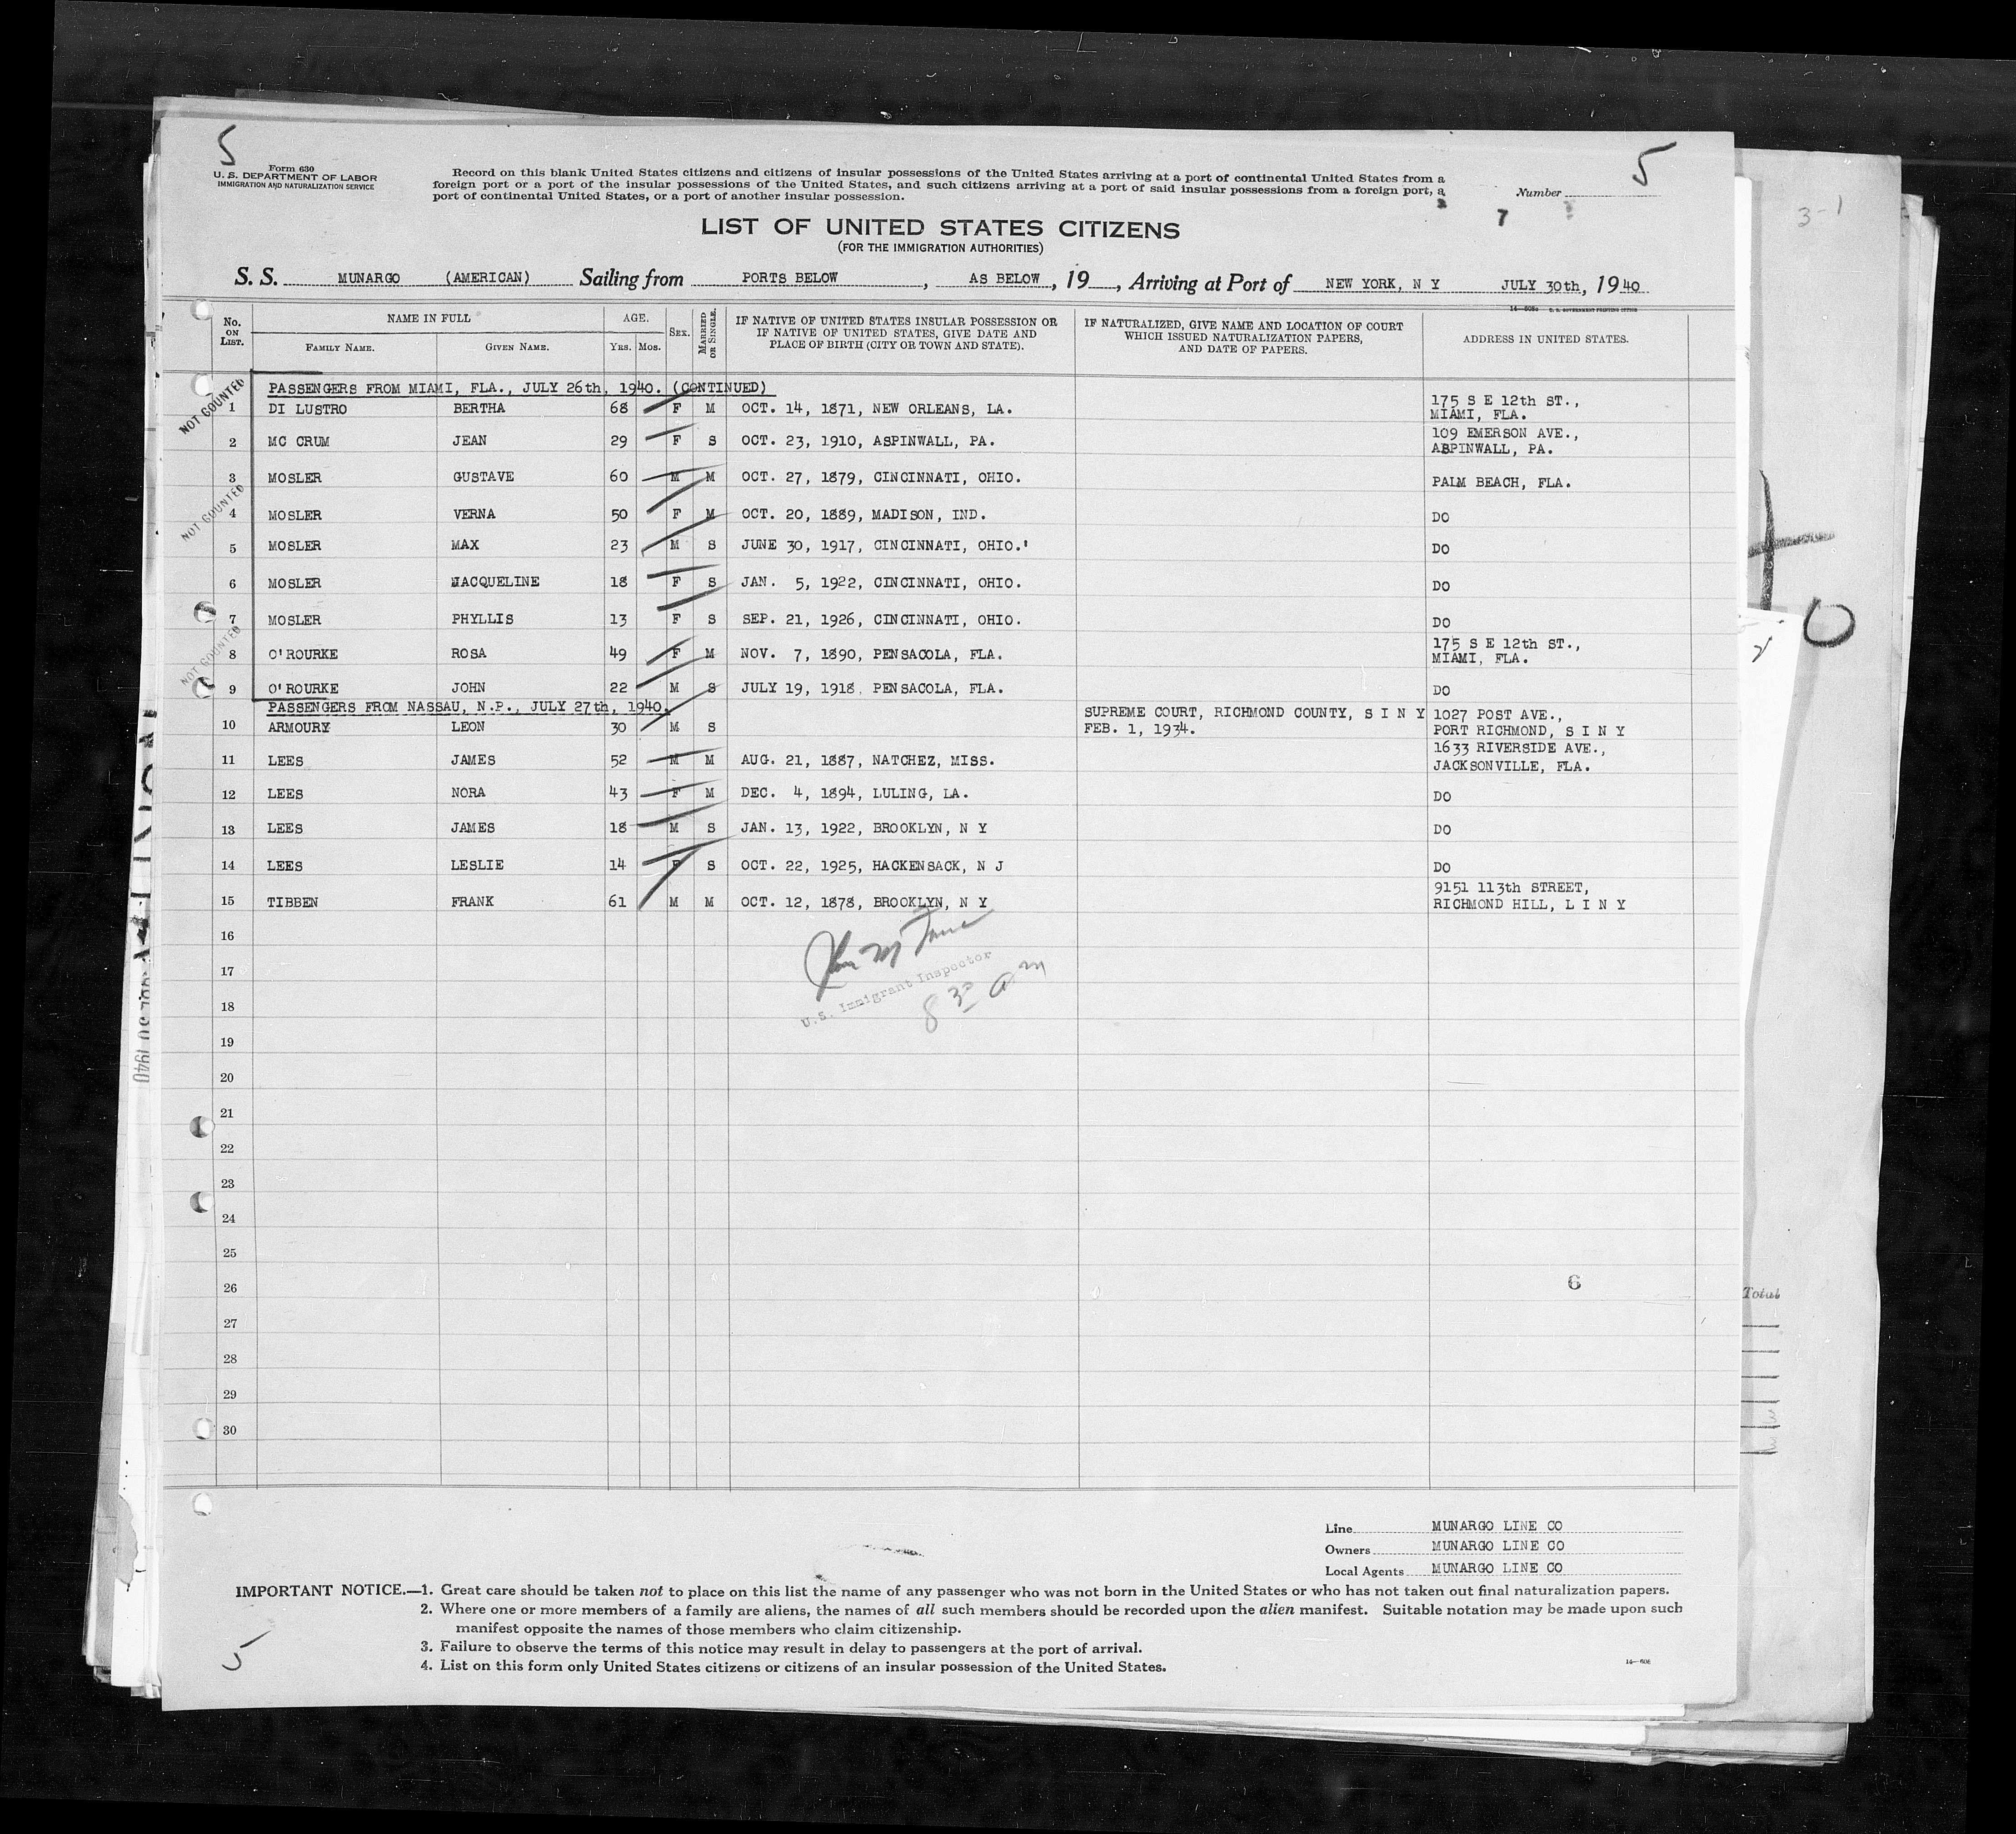 5
5
Form 630
U. S. DEPARTMENT OF LABOR
IMMIGRATION AND NATURALIZATION SERVICE
Record on this blank United States citizens and citizens of insular possessions of the United States arriving at a port of continental United States from a
foreign port or a port of the insular possessions of the United States, and such citizens arriving at a port of said insular possessions from a foreign port, a
port of continental United States, or a port of another insular possession.
Number
7
3-1
LIST OF UNITED STATES CITIZENS
(FOR THE IMMIGRATION AUTHORITIES)
S. S. MUNARGO (AMERICAN) Sailing from PORTS BELOW, AS BELOW, 19, Arriving at Port of NEW YORK, N Y JULY 30th, 1940
No. ON LIST. NAME IN FULL FAMILY NAME. GIVEN NAME. AGE. YRS. MOS. SEX. MARRIED OR SINGLE. IF NATIVE OF UNITED STATES INSULAR POSSESSION OR IF NATIVE OF UNITED STATES, GIVE DATE AND PLACE OF BIRTH (CITY OR TOWN AND STATE). IF NATURALIZED, GIVE NAME AND LOCATION OF COURT WHICH ISSUED NATURALIZATION PAPERS, AND DATE OF PAPERS. ADDRESS IN UNITED STATES.
PASSENGERS FROM MIAMI, FLA., JULY 26th, 1940. (CONTINUED)
NOT COUNTED
1 DI LUSTRO BERTHA 68 F M OCT. 14, 1871, NEW ORLEANS, LA. 175 S E 12th ST., MIAMI, FLA.
2 MC CRUM JEAN 29 F S OCT. 23, 1910, ASPINWALL, PA. 109 EMERSON AVE., ASPINWALL, PA.
3 MOSLER GUSTAVE 60 M M OCT. 27, 1879, CINCINNATI, OHIO. PALM BEACH, FLA.
NOT COUNTED
4 MOSLER VERNA 50 F M OCT. 20, 1889, MADISON, IND. DO
5 MOSLER MAX 23 M S JUNE 30, 1917, CINCINNATI, OHIO.' DO
6 MOSLER JACQUELINE 18 F S JAN. 5, 1922, CINCINNATI, OHIO. DO
7 MOSLER PHYLLIS 13 F S SEP. 21, 1926, CINCINNATI, OHIO. DO
NOT COUNTED
8 O'ROURKE ROSA 49 F M NOV. 7, 1890, PENSACOLA, FLA. 175 S E 12th ST., MIAMI, FLA.
9 O'ROURKE JOHN 22 M S JULY 19, 1918, PENSACOLA, FLA. DO
PASSENGERS FROM NASSAU, N.P., JULY 27th, 1940.
10 ARMOURY LEON 30 M S SUPREME COURT, RICHMOND COUNTY, S I N Y FEB. 1, 1934. 1027 POST AVE., PORT RICHMOND, S I N Y
11 LEES JAMES 52 M M AUG. 21, 1887, NATCHEZ, MISS. 1633 RIVERSIDE AVE., JACKSONVILLE, FLA.
12 LEES NORA 43 F M DEC. 4, 1894, LULING, LA. DO
13 LEES JAMES 18 M S JAN. 13, 1922, BROOKLYN, N Y DO
14 LEES LESLIE 14 F S OCT. 22, 1925, HACKENSACK, N J DO
15 TIBBEN FRANK 61 M M OCT. 12, 1878, BROOKLYN, N Y 9151 113th STREET, RICHMOND HILL, L I N Y
16
17
U.S. Immigrant Inspector
8 30 am
18
19
20
21
22
23
24
25
26
6
27
28
29
30
Total
Line MUNARGO LINE CO
Owners MUNARGO LINE CO
Local Agents MUNARGO LINE CO
IMPORTANT NOTICE.—1. Great care should be taken not to place on this list the name of any passenger who was not born in the United States or who has not taken out final naturalization papers.
2. Where one or more members of a family are aliens, the names of all such members should be recorded upon the alien manifest. Suitable notation may be made upon such
manifest opposite the names of those members who claim citizenship.
3. Failure to observe the terms of this notice may result in delay to passengers at the port of arrival.
4. List on this form only United States citizens or citizens of an insular possession of the United States.
5